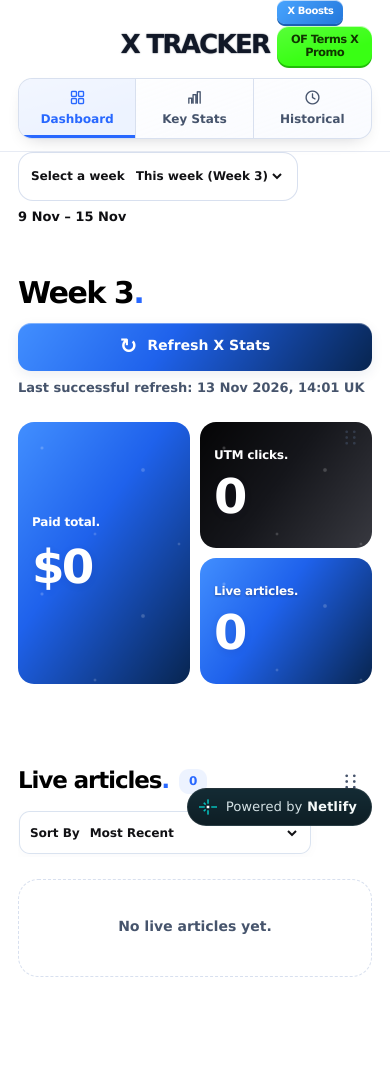 X Boosts
X TRACKER
OF Terms X
Promo
Dashboard
Key Stats
Historical
Select a week This week (Week 3)
9 Nov – 15 Nov
Week 3.
↻ Refresh X Stats
Last successful refresh: 13 Nov 2026, 14:01 UK
Paid total.
$0
UTM clicks.
0
Live articles.
0
Live articles. 0
Powered by Netlify
Sort By Most Recent
No live articles yet.